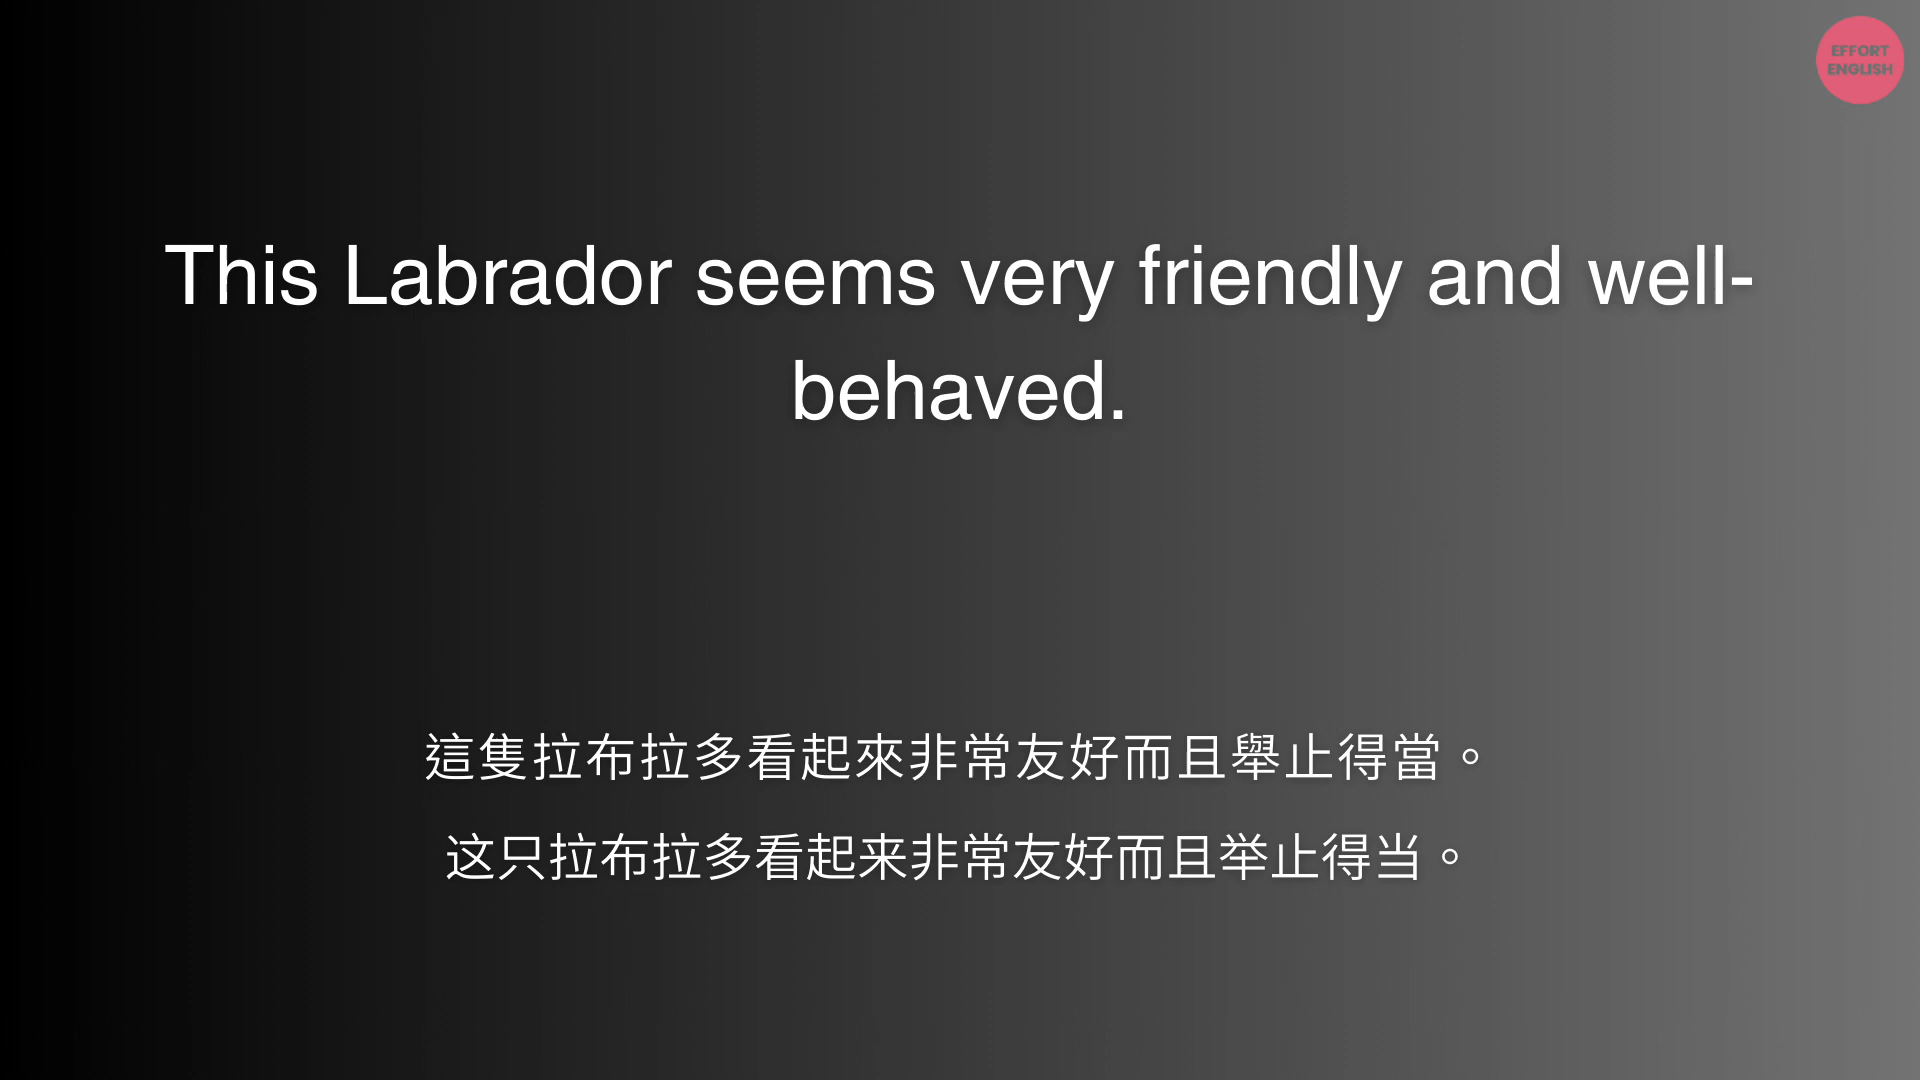 EFFORT
ENGLISH
This Labrador seems very friendly and well-
behaved.
這隻拉布拉多看起來非常友好而且舉止得當。
这只拉布拉多看起来非常友好而且举止得当。